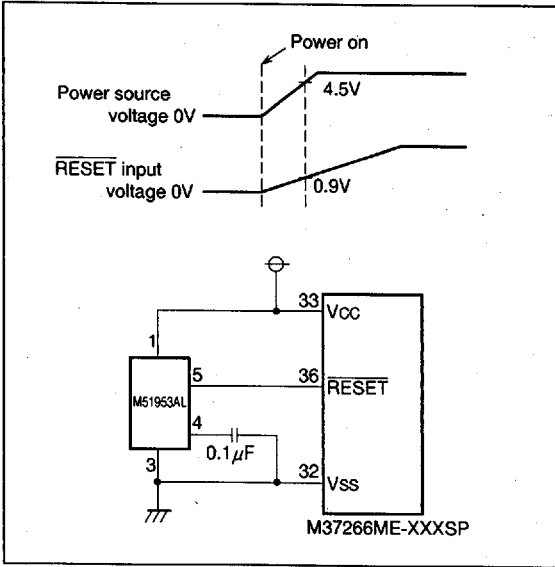 Power on
4.5V
Power source
voltage 0V
RESET input
voltage 0V
0.9V
33
VCC
1
5
36
RESET
M51953AL
4
0.1μF
3
32
VSS
M37266ME-XXXSP